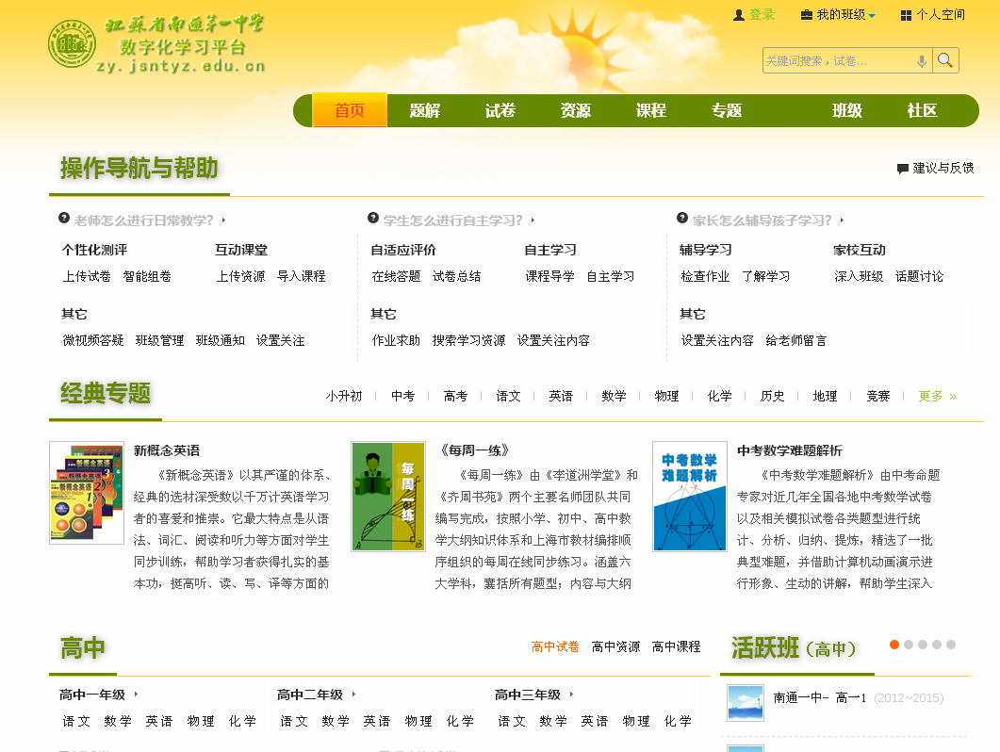 江苏省南通第一中学
数字化学习平台
zy.jsntyz.edu.cn
登录 我的班级 个人空间
关键词搜索，试卷...
首页 题解 试卷 资源 课程 专题 班级 社区
操作导航与帮助 建议与反馈
老师怎么进行日常教学? 学生怎么进行自主学习? 家长怎么辅导孩子学习?
个性化测评 互动课堂 自适应评价 自主学习 辅导学习 家校互动
上传试卷 智能组卷 上传资源 导入课程 在线答题 试卷总结 课程导学 自主学习 检查作业 了解学习 深入班级 话题讨论
其它 其它 其它
微视频答疑 班级管理 班级通知 设置关注 作业求助 搜索学习资源 设置关注内容 设置关注内容 给老师留言
经典专题 小升初 中考 高考 语文 英语 数学 物理 化学 历史 地理 竞赛 更多 »
新概念英语
《新概念英语》以其严谨的体系、
经典的选材深受数以千万计英语学习
者的喜爱和推崇。它最大特点是从语
法、词汇、阅读和听力等方面对学生
同步训练，帮助学习者获得扎实的基
本功，挺高听、读、写、译等方面的
每周一练
《每周一练》
《每周一练》由《李道洲学堂》和
《齐周书苑》两个主要名师团队共同
编写完成，按照小学、初中、高中教
学大纲知识体系和上海市教材编排顺
序组织的每周在线同步练习。涵盖六
大学科，囊括所有题型；内容与大纲
中考数学
难题解析
中考数学难题解析
《中考数学难题解析》由中考命题
专家对近几年全国各地中考数学试卷
以及相关模拟试卷各类题型进行统
计、分析、归纳、提炼，精选了一批
典型难题，并借助计算机动画演示进
行形象、生动的讲解，帮助学生深入
高中 高中试卷 高中资源 高中课程
高中一年级 高中二年级 高中三年级
语文 数学 英语 物理 化学 语文 数学 英语 物理 化学 语文 数学 英语 物理 化学
活跃班（高中）
南通一中- 高一1 (2012~2015)